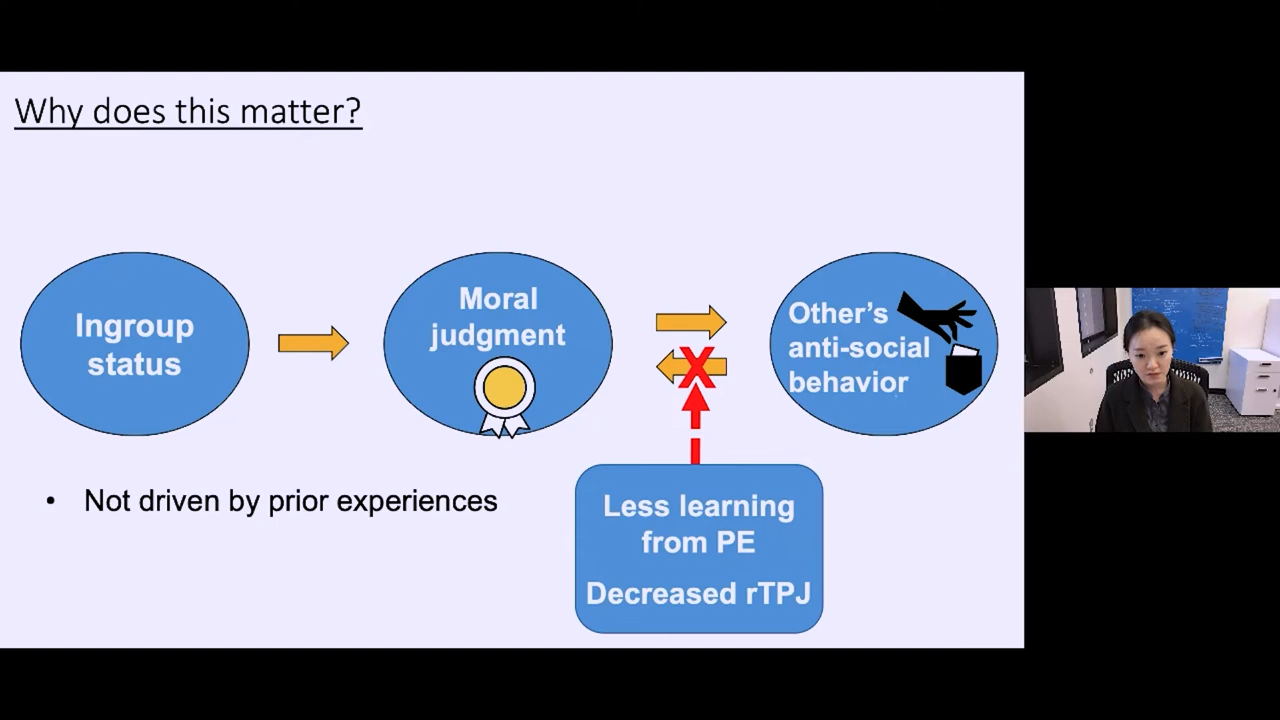 Why does this matter?
Ingroup
status
Moral
judgment
Other's
anti-social
behavior
• Not driven by prior experiences
Less learning
from PE
Decreased rTPJ